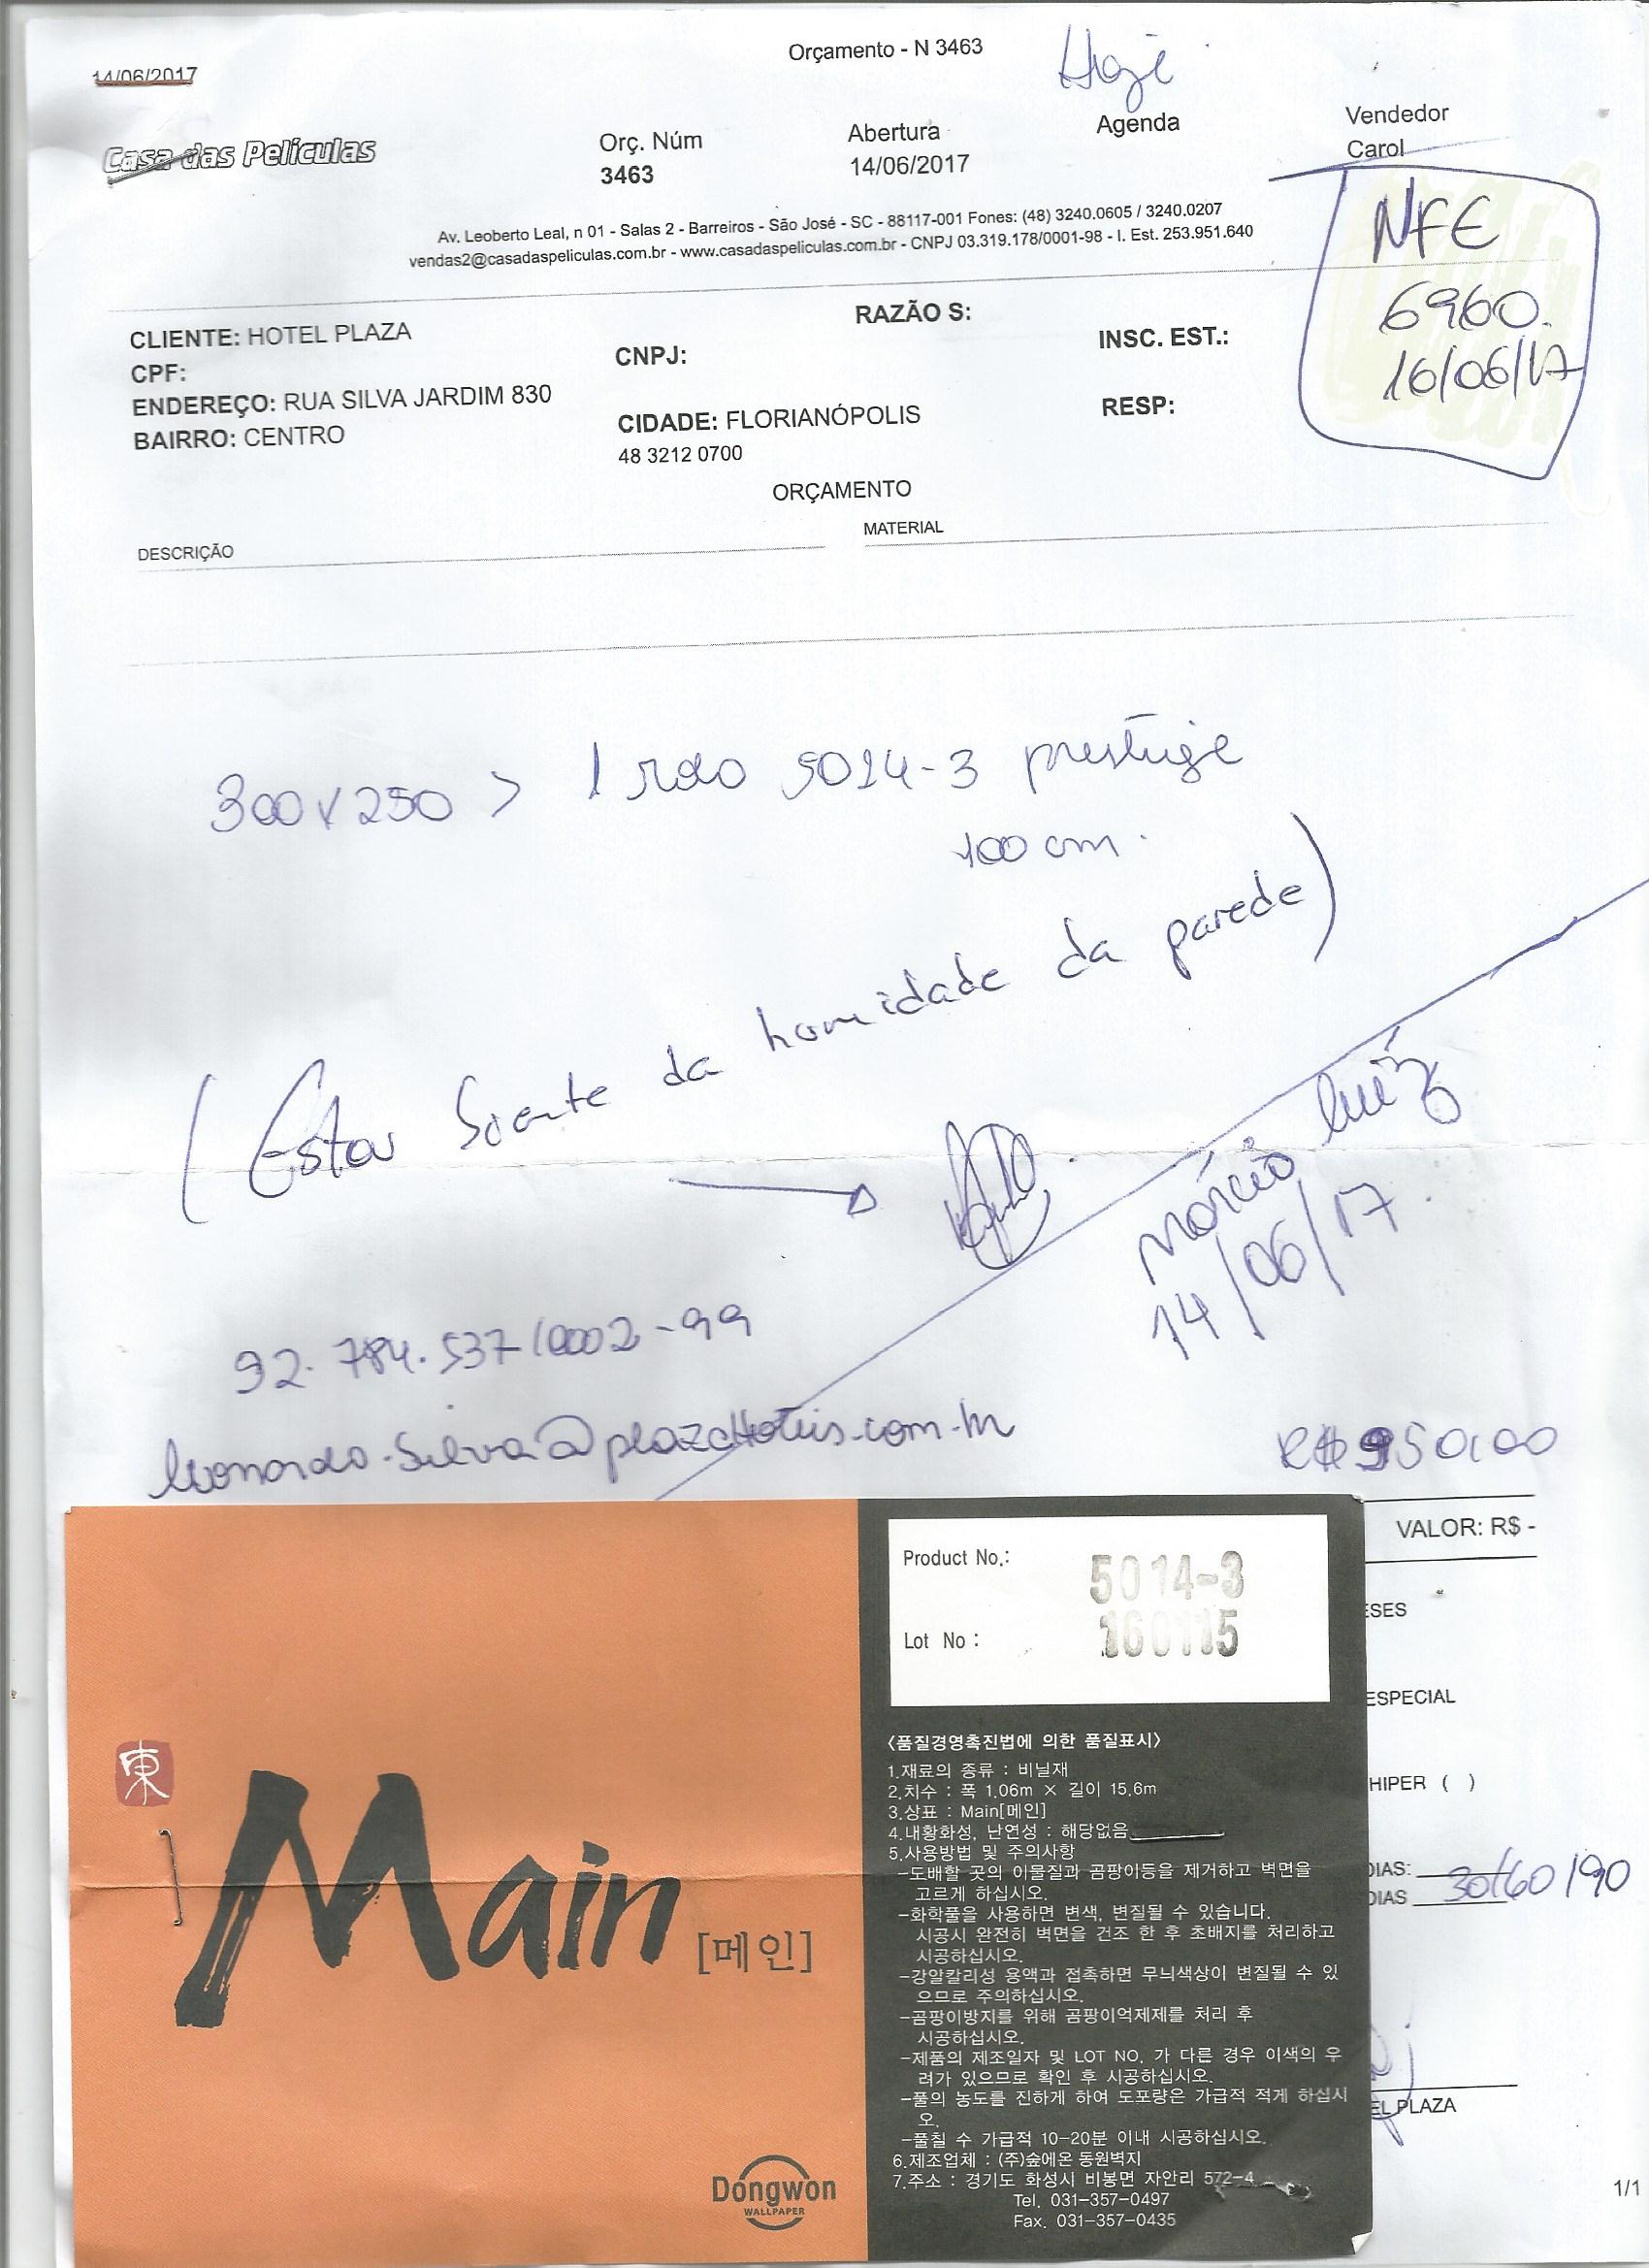 14/06/2017
Orçamento - N 3463
Hoje
Casa das Películas
Orç. Núm
3463
Abertura
14/06/2017
Agenda
Vendedor
Carol
Av. Leoberto Leal, n 01 - Salas 2 - Barreiros - São José - SC - 88117-001 Fones: (48) 3240.0605 / 3240.0207
vendas2@casadaspeliculas.com.br - www.casadaspeliculas.com.br - CNPJ 03.319.178/0001-98 - I. Est. 253.951.640
NFE
6960.
16/06/17
CLIENTE: HOTEL PLAZA
RAZÃO S:
CPF:
CNPJ:
INSC. EST.:
ENDEREÇO: RUA SILVA JARDIM 830
BAIRRO: CENTRO
CIDADE: FLORIANÓPOLIS
RESP:
48 3212 0700
ORÇAMENTO
DESCRIÇÃO
MATERIAL
300x250 > 1 rolo 5014-3 prestige
100 cm.
(Estar Sciente da homidade da parede)
Márcio Luiz
14/06/17.
92.784.537/0002-99
leonardo.silva@plazahoteis.com.br
R$ 950,00
VALOR: R$ -
ESES
ESPECIAL
HIPER ( )
DIAS:
DIAS 30/60/90
EL PLAZA
1/1
Product No.:
5014-3
Lot No :
160115
東
Main [메인]
Dongwon
WALLPAPER
〈품질경영촉진법에 의한 품질표시〉
1.재료의 종류 : 비닐재
2.치수 : 폭 1.06m × 길이 15.6m
3.상표 : Main[메인]
4.내황화성, 난연성 : 해당없음
5.사용방법 및 주의사항
-도배할 곳의 이물질과 곰팡이등을 제거하고 벽면을
고르게 하십시오.
-화학풀을 사용하면 변색, 변질될 수 있습니다.
시공시 완전히 벽면을 건조 한 후 초배지를 처리하고
시공하십시오.
-강알칼리성 용액과 접촉하면 무늬색상이 변질될 수 있
으므로 주의하십시오.
-곰팡이방지를 위해 곰팡이억제제를 처리 후
시공하십시오.
-제품의 제조일자 및 LOT NO. 가 다른 경우 이색의 우
려가 있으므로 확인 후 시공하십시오.
-풀의 농도를 진하게 하여 도포량은 가급적 적게 하십시
오.
-풀칠 수 가급적 10-20분 이내 시공하십시오.
6.제조업체 : (주)숲에온 동원벽지
7.주소 : 경기도 화성시 비봉면 자안리 572-4
Tel. 031-357-0497
Fax. 031-357-0435